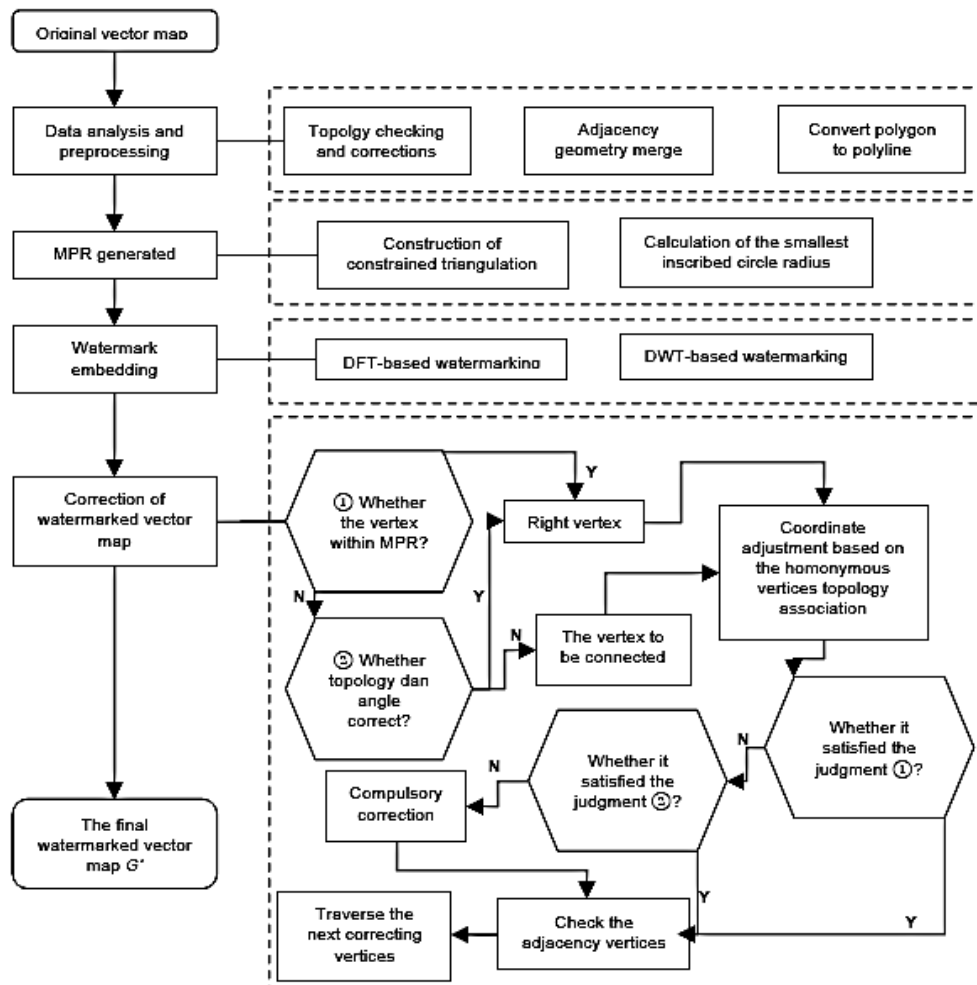 Original vector map
Data analysis and
preprocessing
Topolgy checking
and corrections
Adjacency
geometry merge
Convert polygon
to polyline
MPR generated
Construction of
constrained triangulation
Calculation of the smallest
inscribed circle radius
Watermark
embedding
DFT-based watermarking
DWT-based watermarking
Correction of
watermarked vector
map
① Whether
the vertex
within MPR?
Y
Right vertex
Coordinate
adjustment based on
the homonymous
vertices topology
association
N
Y
② Whether
topology dan
angle
correct?
N
The vertex to
be connected
Whether it
satisfied the
judgment ①?
N
Whether it
satisfied the
judgment ②?
N
Compulsory
correction
The final
watermarked vector
map G'
Y
Y
Check the
adjacency vertices
Traverse the
next correcting
vertices